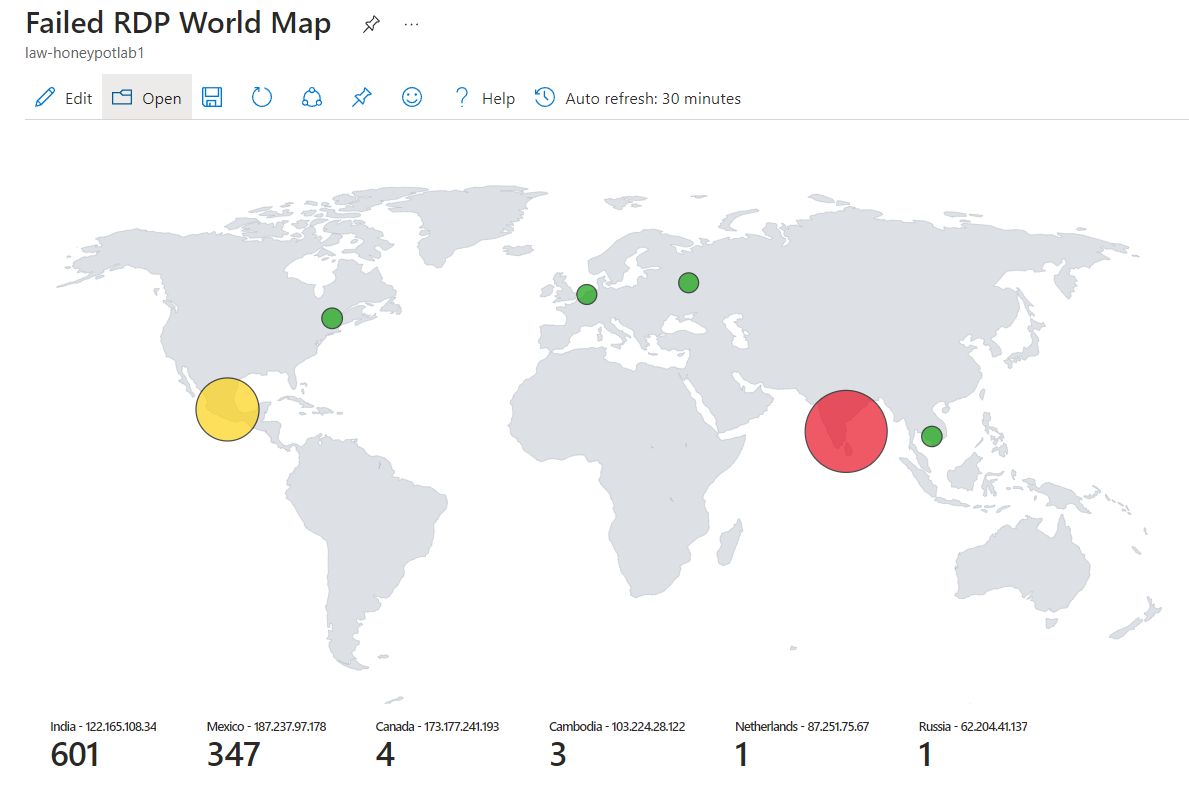 Failed RDP World Map
law-honeypotlab1
Edit Open Help Auto refresh: 30 minutes
India - 122.165.108.34 Mexico - 187.237.97.178 Canada - 173.177.241.193 Cambodia - 103.224.28.122 Netherlands - 87.251.75.67 Russia - 62.204.41.137
601 347 4 3 1 1